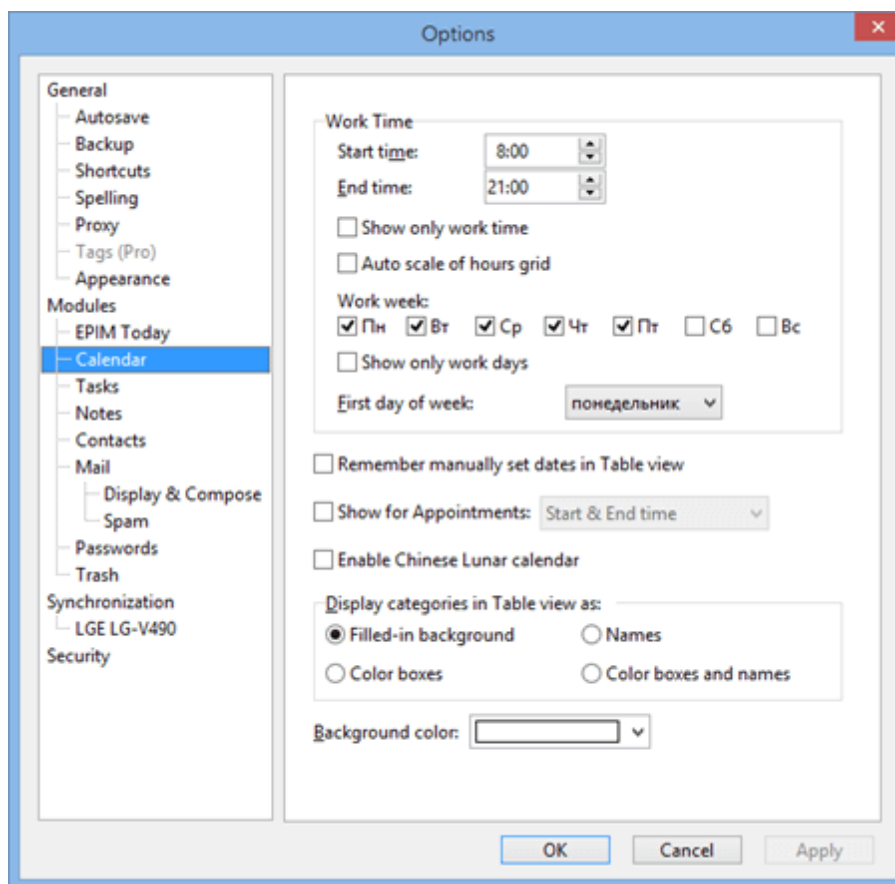 Options
General
Autosave
Backup
Shortcuts
Spelling
Proxy
Tags (Pro)
Appearance
Modules
EPIM Today
Calendar
Tasks
Notes
Contacts
Mail
Display & Compose
Spam
Passwords
Trash
Synchronization
LGE LG-V490
Security
Work Time
Start time: 8:00
End time: 21:00
Show only work time
Auto scale of hours grid
Work week:
Пн Вт Ср Чт Пт Сб Вс
Show only work days
First day of week: понедельник
Remember manually set dates in Table view
Show for Appointments: Start & End time
Enable Chinese Lunar calendar
Display categories in Table view as:
Filled-in background Names
Color boxes Color boxes and names
Background color:
OK Cancel Apply